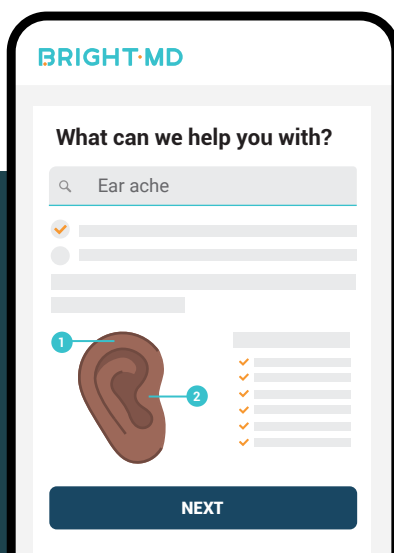 BRIGHT·MD
What can we help you with?
Ear ache
1
2
NEXT